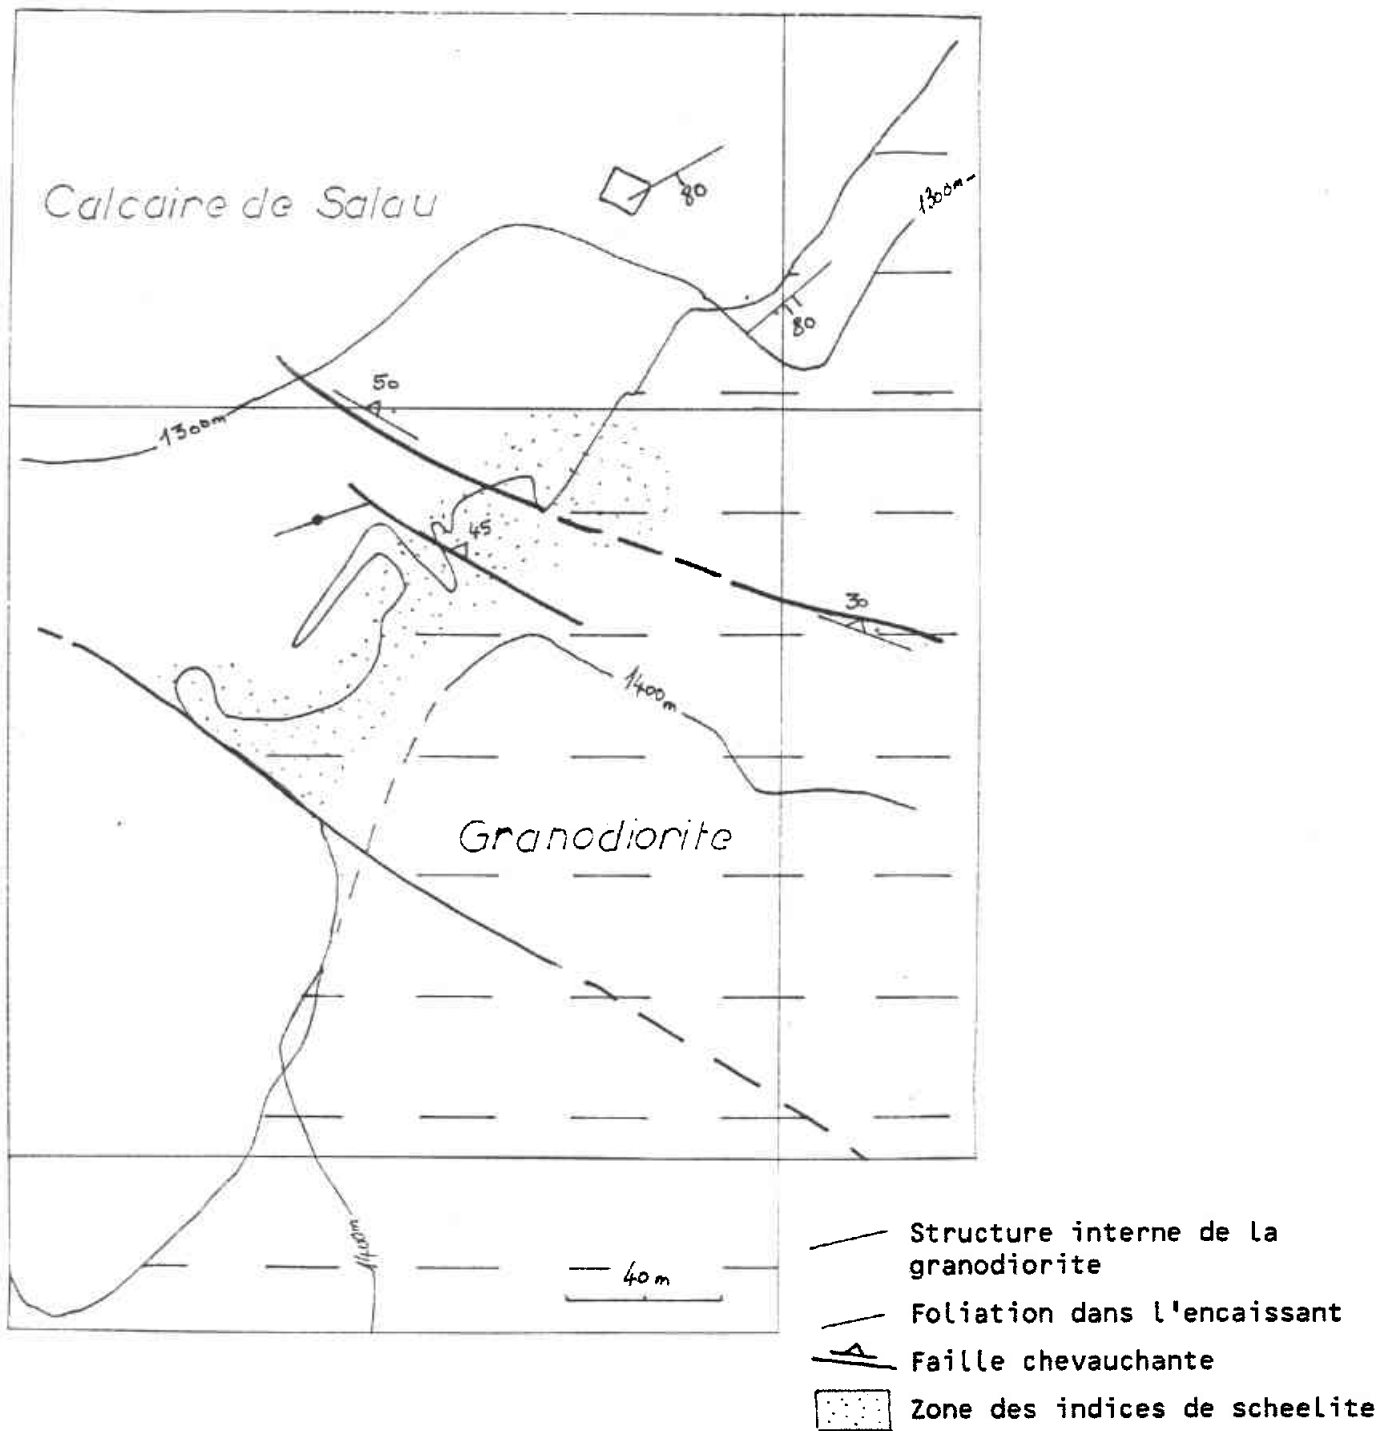 Calcaire de Salau
80
1300m
80
50
1300m
45
30
1400m
Granodiorite
1400m
40 m
Structure interne de la
granodiorite
Foliation dans l'encaissant
Faille chevauchante
Zone des indices de scheelite